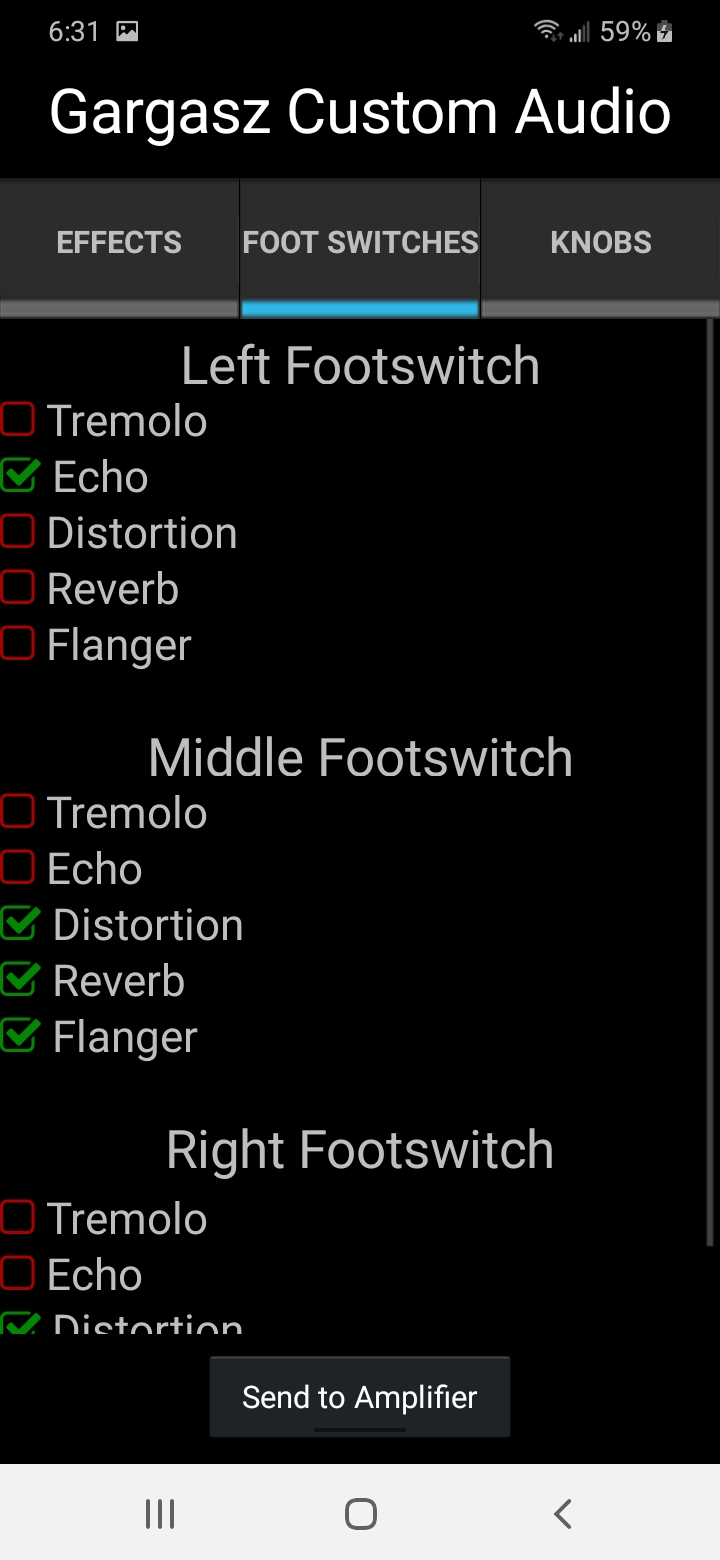 6:31 59%
Gargasz Custom Audio
EFFECTS FOOT SWITCHES KNOBS
Left Footswitch
Tremolo
Echo
Distortion
Reverb
Flanger
Middle Footswitch
Tremolo
Echo
Distortion
Reverb
Flanger
Right Footswitch
Tremolo
Echo
Distortion
Send to Amplifier